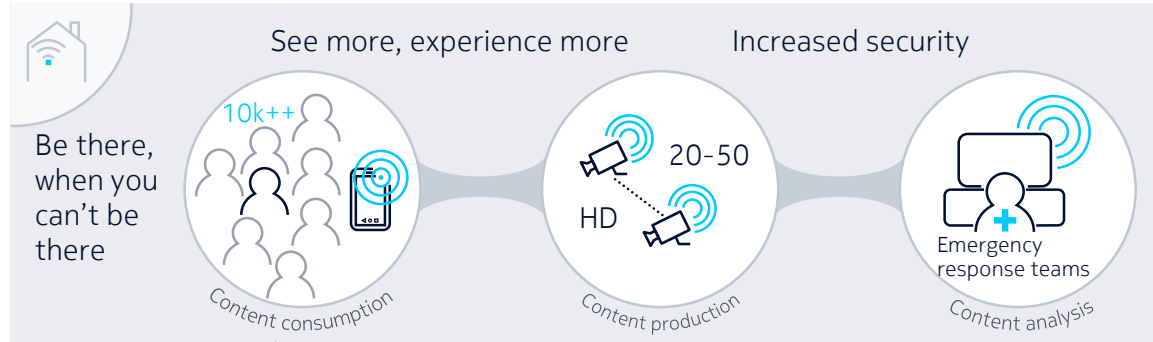 See more, experience more
Increased security
Be there,
when you
can't be
there
10k++
Content consumption
20-50
HD
Content production
Emergency
response teams
Content analysis